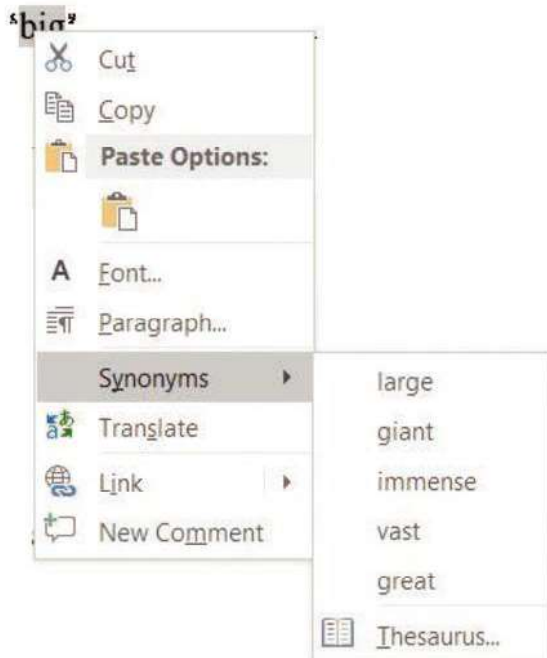 “big”
Cut
Copy
Paste Options:
A Font...
Paragraph...
Synonyms
large
giant
immense
vast
great
Thesaurus...
Translate
Link
New Comment